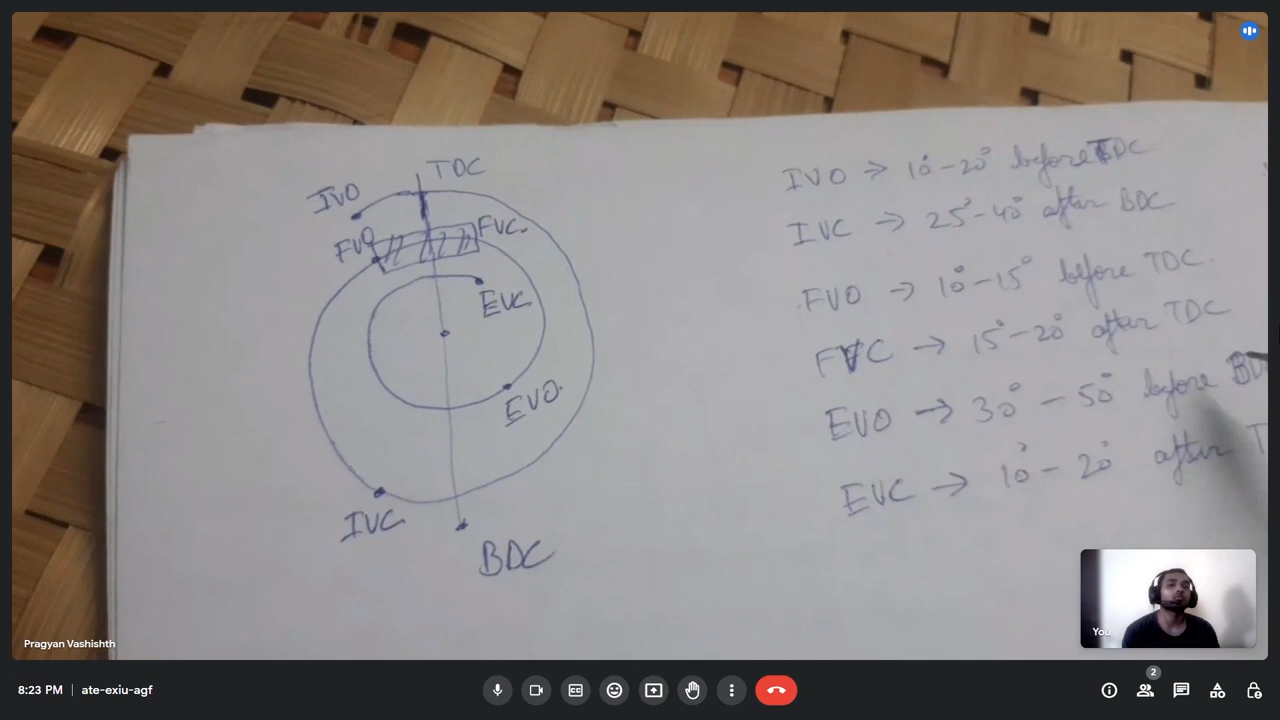 TDC
IVO
FVO
FVC.
EVC
EVO.
IVC
BDC
IVO → 10°-20° before TDC
IVC → 25°-40° after BDC
FVO → 10°-15° before TDC.
FVC → 15°-20° after TDC
EVO → 30° - 50° before
EVC → 10° - 20° after
You
Pragyan Vashishth
8:23 PM | ate-exiu-agf
CC
2